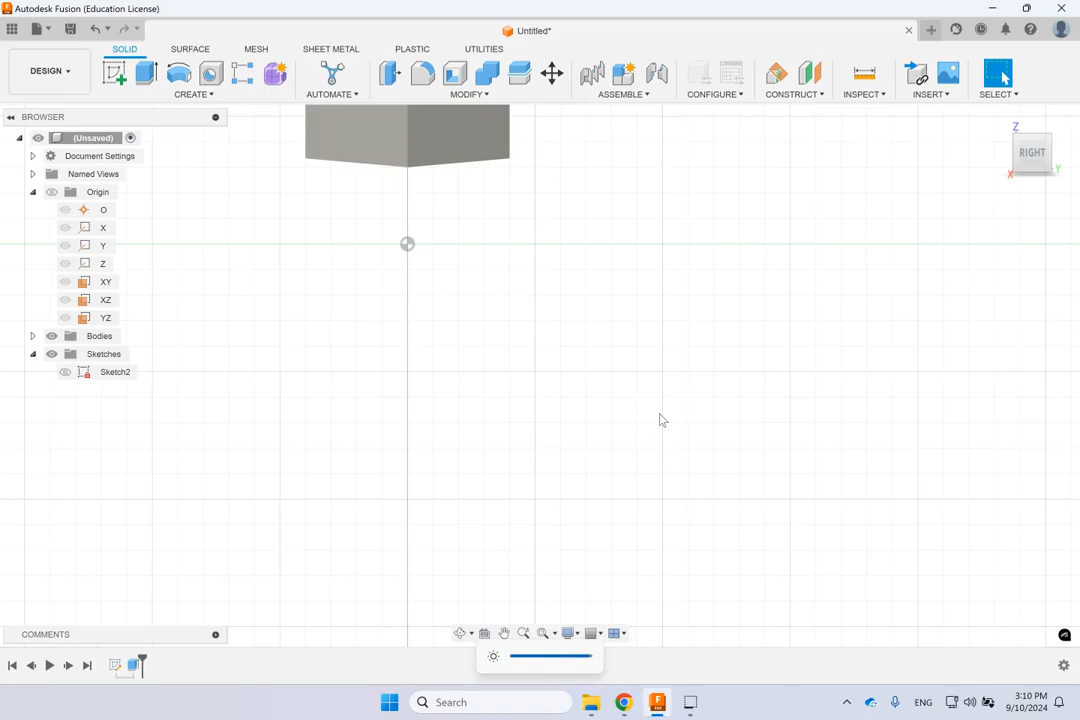 Autodesk Fusion (Education License)
Untitled*
SOLID SURFACE MESH SHEET METAL PLASTIC UTILITIES
DESIGN
CREATE AUTOMATE MODIFY ASSEMBLE CONFIGURE CONSTRUCT INSPECT INSERT SELECT
BROWSER
(Unsaved)
Document Settings
Named Views
Origin
O
X
Y
Z
XY
XZ
YZ
Bodies
Sketches
Sketch2
Z
RIGHT
X
Y
COMMENTS
Search
F
ENG
3:10 PM
9/10/2024